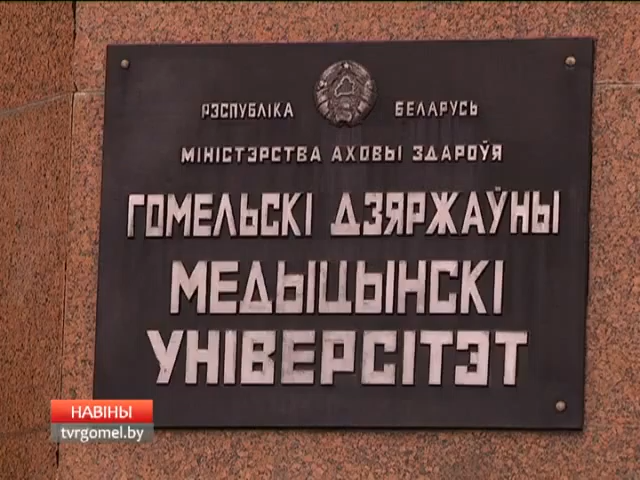 РЭСПУБЛІКА БЕЛАРУСЬ
МІНІСТЭРСТВА АХОВЫ ЗДАРОЎЯ
ГОМЕЛЬСКІ ДЗЯРЖАЎНЫ
МЕДЫЦЫНСКІ
УНІВЕРСІТЭТ
НАВІНЫ
tvrgomel.by